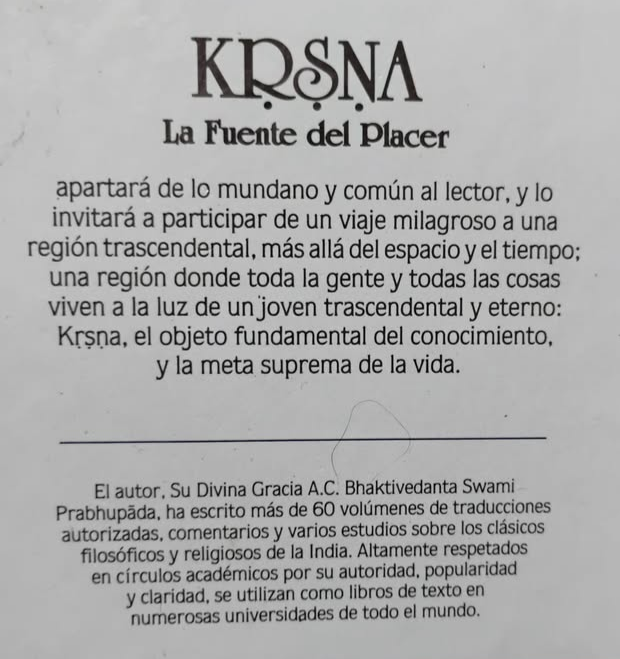 KṚṢṆA
La Fuente del Placer
apartará de lo mundano y común al lector, y lo
invitará a participar de un viaje milagroso a una
región trascendental, más allá del espacio y el tiempo;
una región donde toda la gente y todas las cosas
viven a la luz de un joven trascendental y eterno:
Kṛṣṇa, el objeto fundamental del conocimiento,
y la meta suprema de la vida.
El autor, Su Divina Gracia A.C. Bhaktivedanta Swami
Prabhupāda, ha escrito más de 60 volúmenes de traducciones
autorizadas, comentarios y varios estudios sobre los clásicos
filosóficos y religiosos de la India. Altamente respetados
en círculos académicos por su autoridad, popularidad
y claridad, se utilizan como libros de texto en
numerosas universidades de todo el mundo.